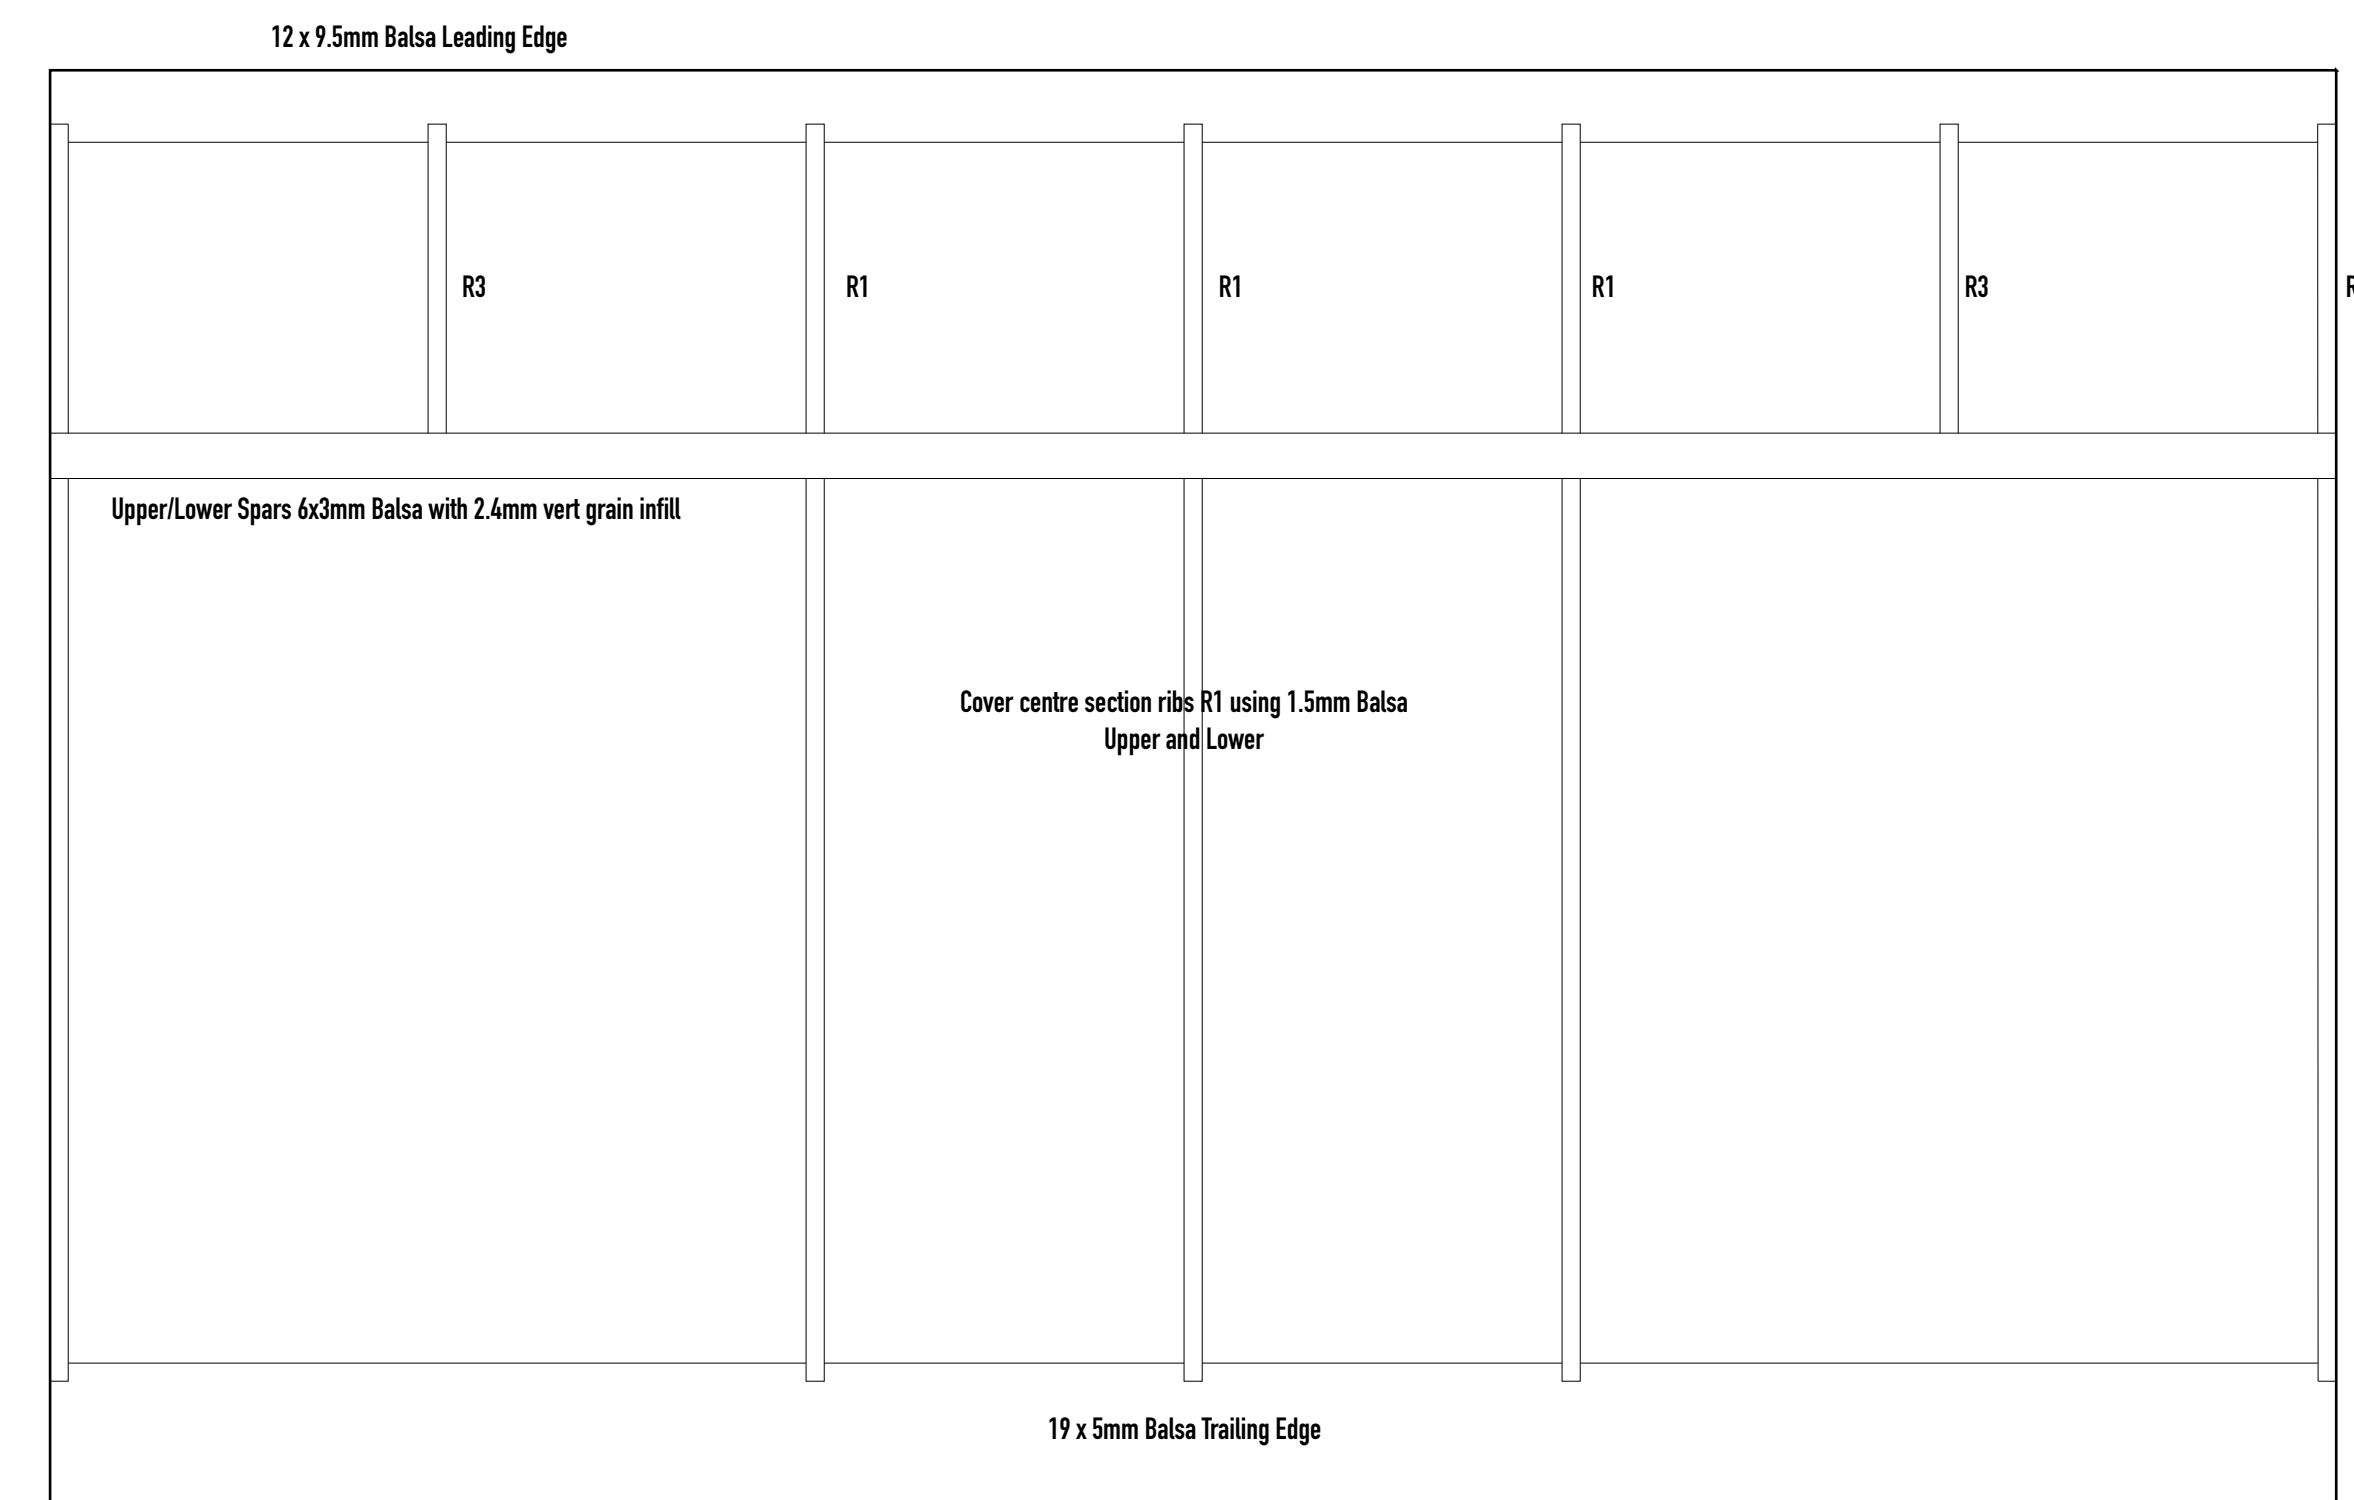 12 x 9.5mm Balsa Leading Edge
R3
R1
R1
R1
R3
Upper/Lower Spars 6x3mm Balsa with 2.4mm vert grain infill
Cover centre section ribs R1 using 1.5mm Balsa
Upper and Lower
19 x 5mm Balsa Trailing Edge